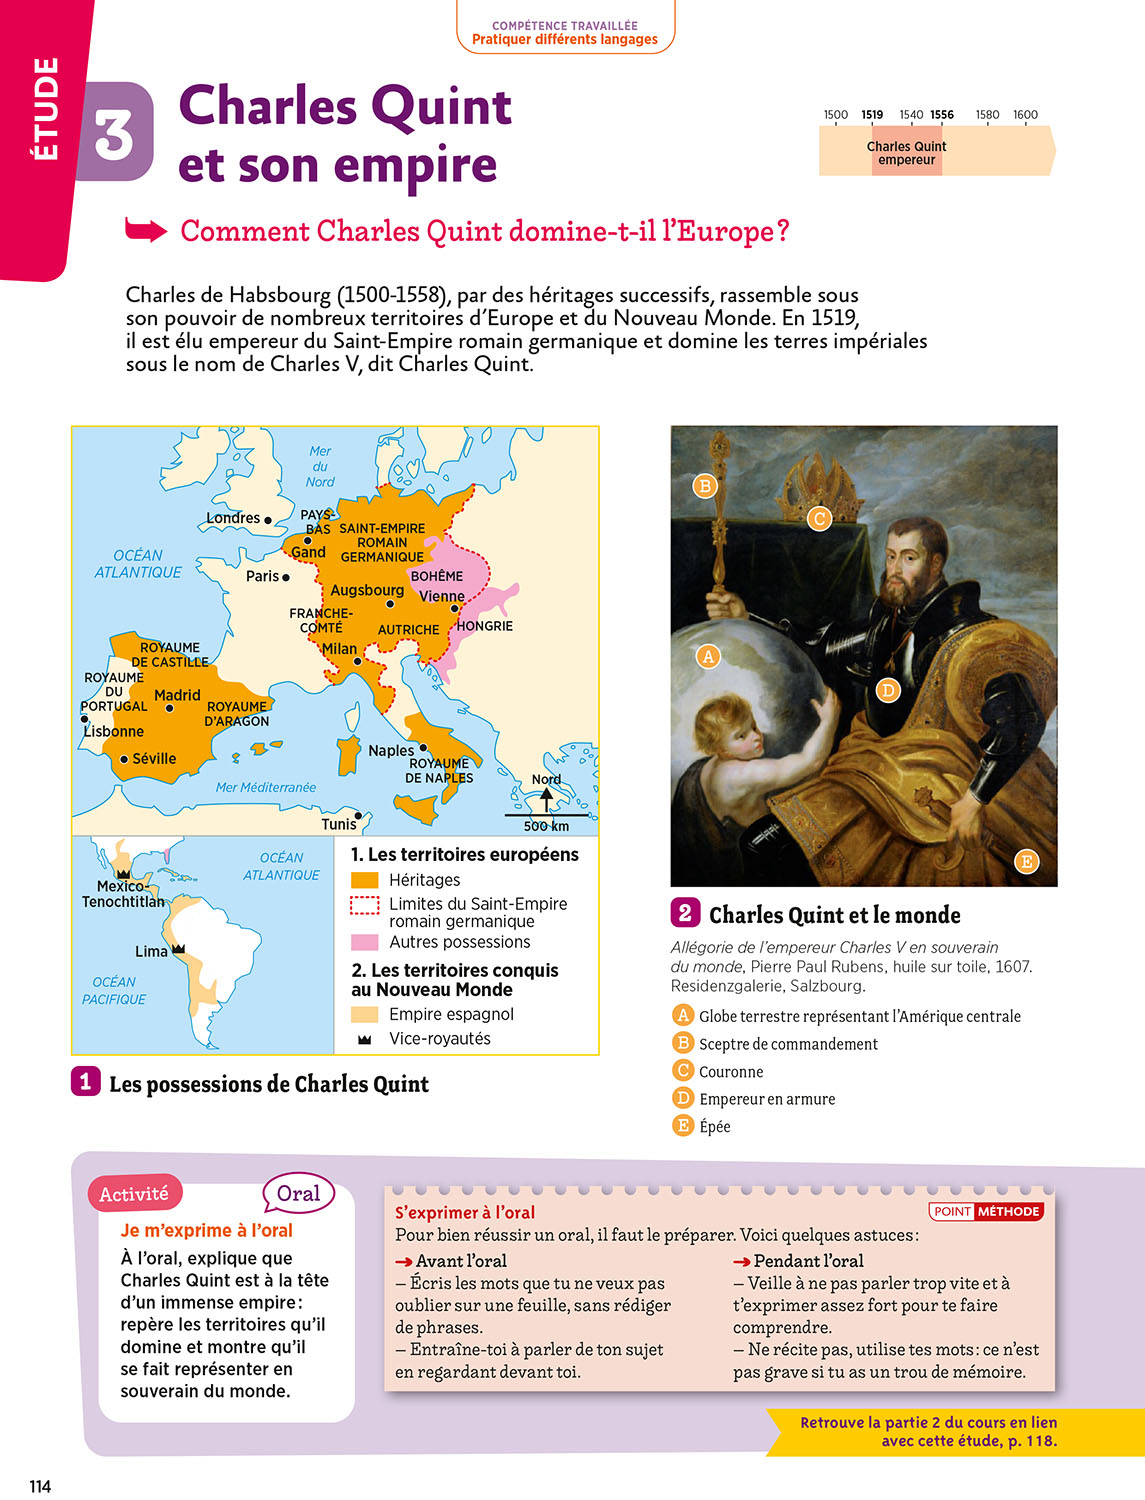 COMPÉTENCE TRAVAILLÉE
Pratiquer différents langages
ÉTUDE
3
Charles Quint
et son empire
1500 1519 1540 1556 1580 1600
Charles Quint
empereur
Comment Charles Quint domine-t-il l'Europe ?
Charles de Habsbourg (1500-1558), par des héritages successifs, rassemble sous
son pouvoir de nombreux territoires d'Europe et du Nouveau Monde. En 1519,
il est élu empereur du Saint-Empire romain germanique et domine les terres impériales
sous le nom de Charles V, dit Charles Quint.
Mer
du
Nord
Londres
PAYS-
BAS
SAINT-EMPIRE
ROMAIN
GERMANIQUE
Gand
OCÉAN
ATLANTIQUE
Paris
BOHÊME
Augsbourg
Vienne
FRANCHE-
COMTÉ
AUTRICHE
HONGRIE
Milan
ROYAUME
DE CASTILLE
ROYAUME
DU
PORTUGAL
Madrid
ROYAUME
D'ARAGON
Lisbonne
Séville
Naples
ROYAUME
DE NAPLES
Mer Méditerranée
Nord
500 km
Tunis
OCÉAN
ATLANTIQUE
Mexico-
Tenochtitlán
Lima
OCÉAN
PACIFIQUE
1. Les territoires européens
Héritages
Limites du Saint-Empire
romain germanique
Autres possessions
2. Les territoires conquis
au Nouveau Monde
Empire espagnol
Vice-royautés
1 Les possessions de Charles Quint
B
C
A
D
E
2 Charles Quint et le monde
Allégorie de l'empereur Charles V en souverain
du monde, Pierre Paul Rubens, huile sur toile, 1607.
Residenzgalerie, Salzbourg.
A Globe terrestre représentant l'Amérique centrale
B Sceptre de commandement
C Couronne
D Empereur en armure
E Épée
Activité
Oral
Je m'exprime à l'oral
À l'oral, explique que
Charles Quint est à la tête
d'un immense empire :
repère les territoires qu'il
domine et montre qu'il
se fait représenter en
souverain du monde.
S'exprimer à l'oral
POINT MÉTHODE
Pour bien réussir un oral, il faut le préparer. Voici quelques astuces :
Avant l'oral
– Écris les mots que tu ne veux pas
oublier sur une feuille, sans rédiger
de phrases.
– Entraîne-toi à parler de ton sujet
en regardant devant toi.
Pendant l'oral
– Veille à ne pas parler trop vite et à
t'exprimer assez fort pour te faire
comprendre.
– Ne récite pas, utilise tes mots : ce n'est
pas grave si tu as un trou de mémoire.
Retrouve la partie 2 du cours en lien
avec cette étude, p. 118.
114